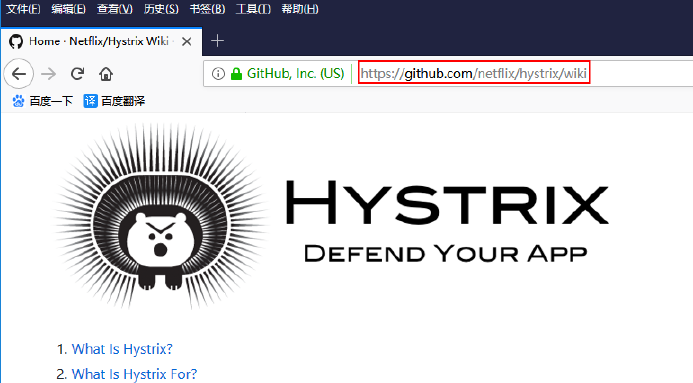 文件(F) 编辑(E) 查看(V) 历史(S) 书签(B) 工具(T) 帮助(H)
Home · Netflix/Hystrix Wiki ·
GitHub, Inc. (US) https://github.com/netflix/hystrix/wiki
百度一下 译 百度翻译
HYSTRIX
DEFEND YOUR APP
1. What Is Hystrix?
2. What Is Hystrix For?